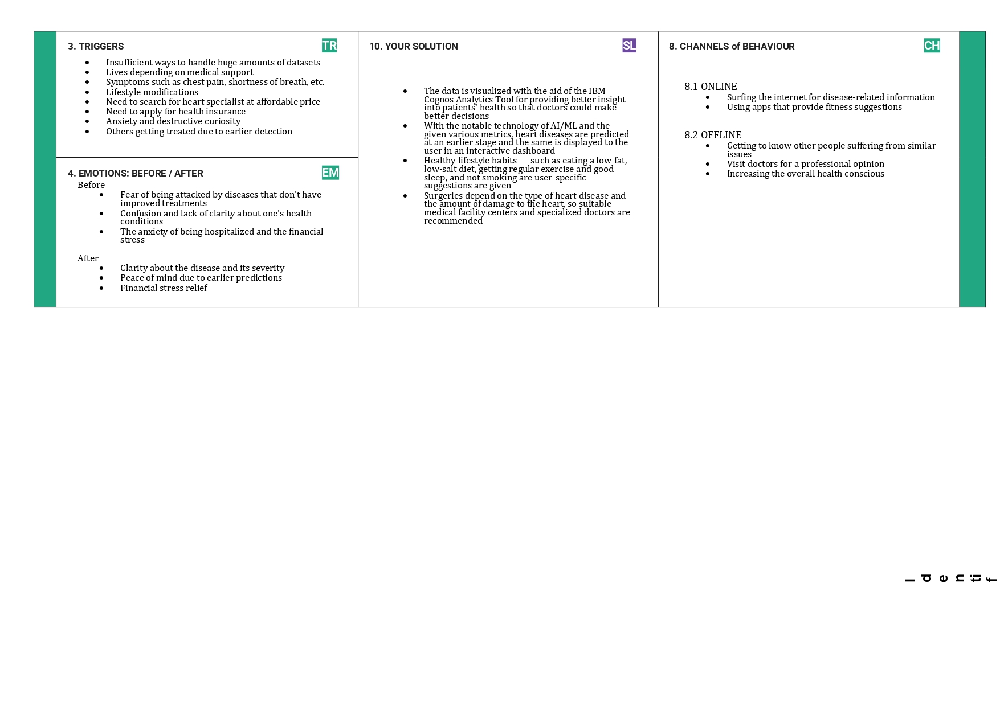 3. TRIGGERS
TR
• Insufficient ways to handle huge amounts of datasets
• Lives depending on medical support
• Symptoms such as chest pain, shortness of breath, etc.
• Lifestyle modifications
• Need to search for heart specialist at affordable price
• Need to apply for health insurance
• Anxiety and destructive curiosity
• Others getting treated due to earlier detection
4. EMOTIONS: BEFORE / AFTER
EM
Before
• Fear of being attacked by diseases that don't have
improved treatments
• Confusion and lack of clarity about one's health
conditions
• The anxiety of being hospitalized and the financial
stress
After
• Clarity about the disease and its severity
• Peace of mind due to earlier predictions
• Financial stress relief
10. YOUR SOLUTION
SL
• The data is visualized with the aid of the IBM
Cognos Analytics Tool for providing better insight
into patients' health so that doctors could make
better decisions
• With the notable technology of AI/ML and the
given various metrics, heart diseases are predicted
at an earlier stage and the same is displayed to the
user in an interactive dashboard
• Healthy lifestyle habits — such as eating a low-fat,
low-salt diet, getting regular exercise and good
sleep, and not smoking are user-specific
suggestions are given
• Surgeries depend on the type of heart disease and
the amount of damage to the heart, so suitable
medical facility centers and specialized doctors are
recommended
8. CHANNELS of BEHAVIOUR
CH
8.1 ONLINE
• Surfing the internet for disease-related information
• Using apps that provide fitness suggestions
8.2 OFFLINE
• Getting to know other people suffering from similar
issues
• Visit doctors for a professional opinion
• Increasing the overall health conscious
I
d
e
n
ti
f